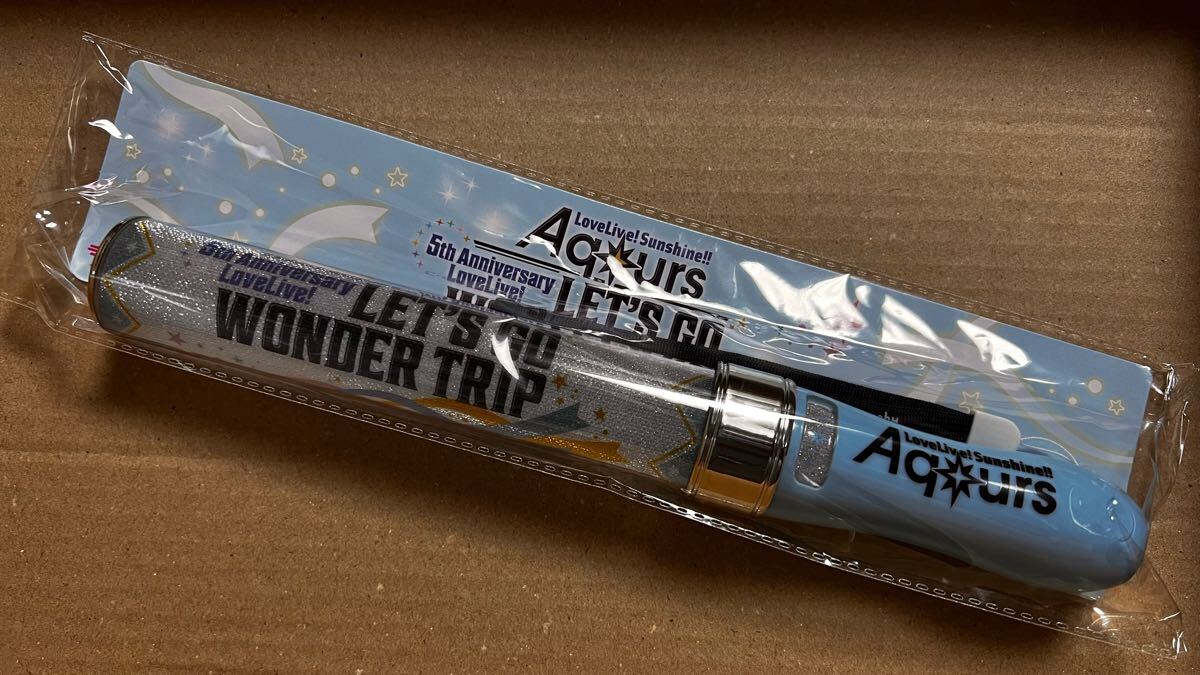 LoveLive! Sunshine!!
Aqours
5th Anniversary
LoveLive!
LET'S GO
5th Anniversary
LoveLive!
LET'S GO
WONDER TRIP
LoveLive! Sunshine!!
Aqours